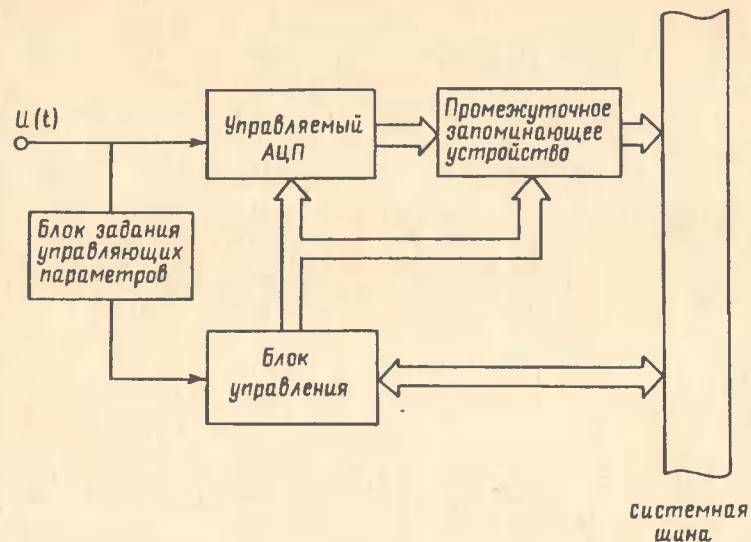 U(t)
Управляемый
АЦП
Промежуточное
запоминающее
устройство
Блок задания
управляющих
параметров
Блок
управления
системная
шина